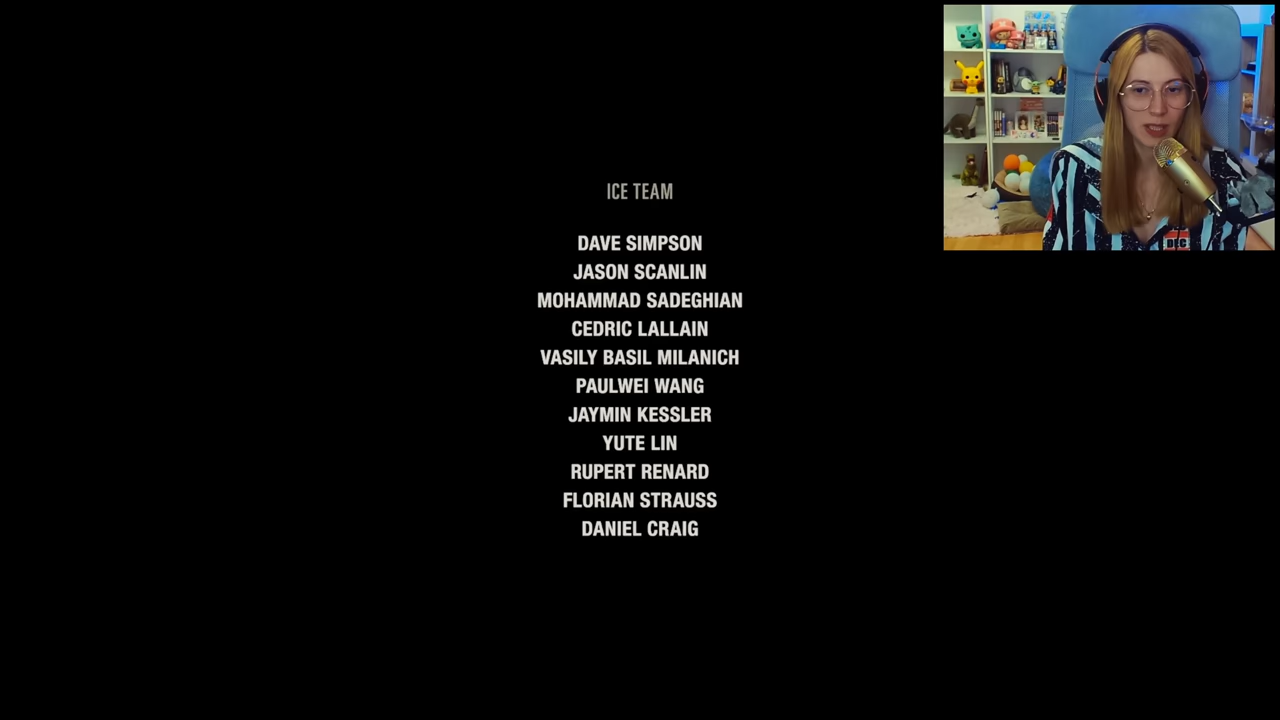 ICE TEAM
DAVE SIMPSON
JASON SCANLIN
MOHAMMAD SADEGHIAN
CEDRIC LALLAIN
VASILY BASIL MILANICH
PAULWEI WANG
JAYMIN KESSLER
YUTE LIN
RUPERT RENARD
FLORIAN STRAUSS
DANIEL CRAIG